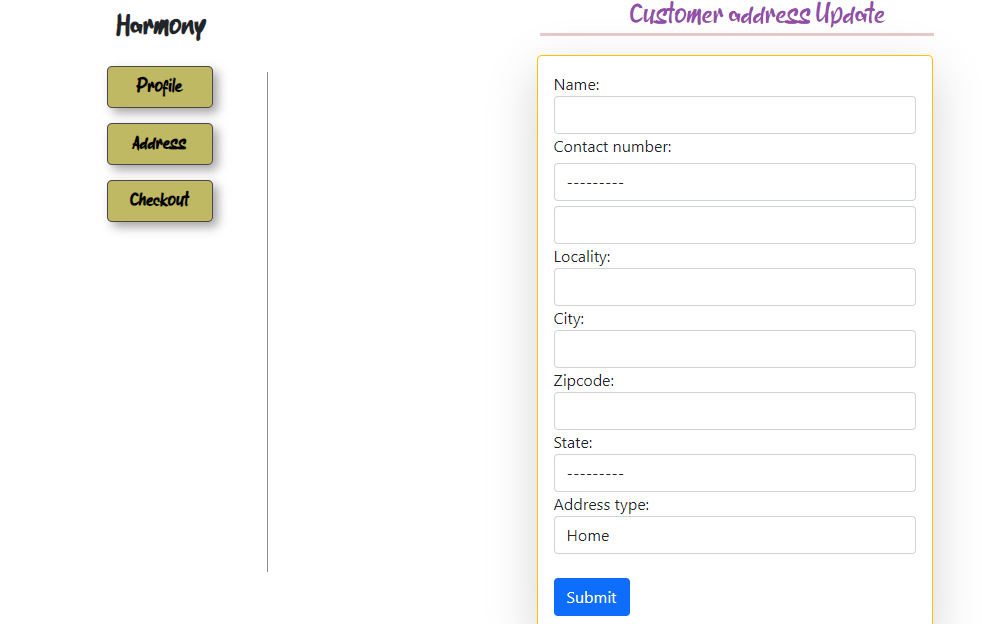 Harmony
Profile
Address
Checkout
Customer address Update
Name:
Contact number:
---------
Locality:
City:
Zipcode:
State:
---------
Address type:
Home
Submit